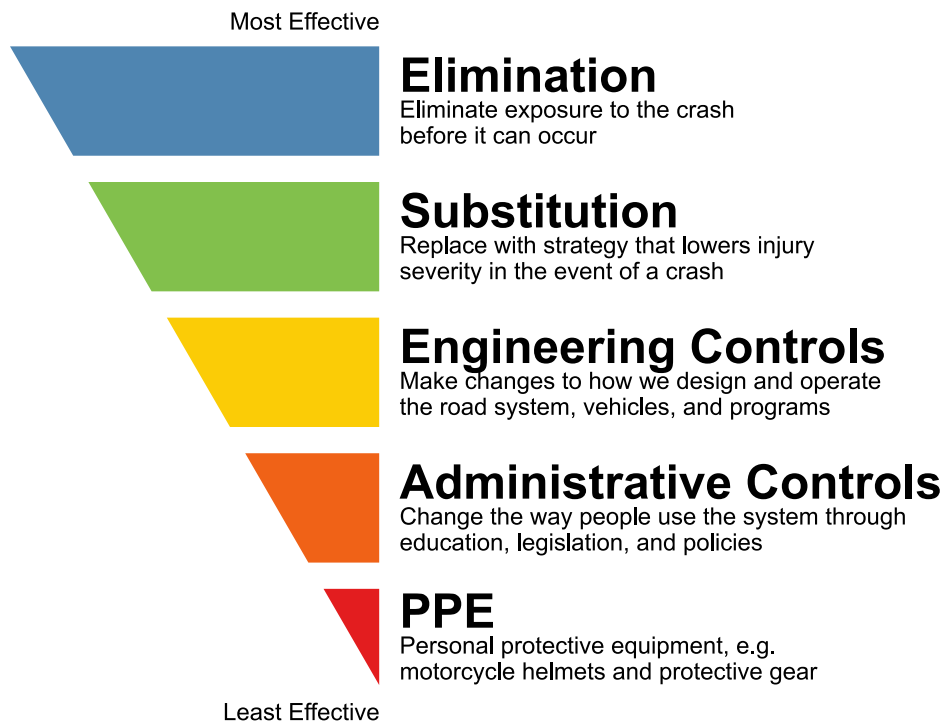 Most Effective
Elimination
Eliminate exposure to the crash
before it can occur
Substitution
Replace with strategy that lowers injury
severity in the event of a crash
Engineering Controls
Make changes to how we design and operate
the road system, vehicles, and programs
Administrative Controls
Change the way people use the system through
education, legislation, and policies
PPE
Personal protective equipment, e.g.
motorcycle helmets and protective gear
Least Effective